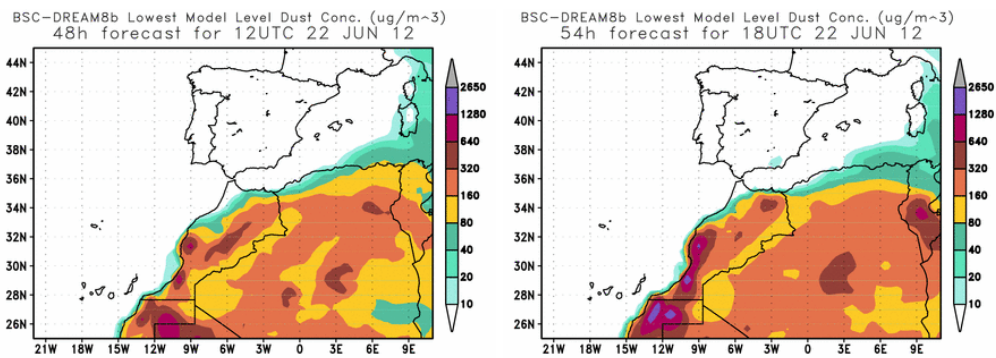 BSC-DREAM8b Lowest Model Level Dust Conc. (ug/m^3)
48h forecast for 12UTC 22 JUN 12
44N
42N
40N
38N
36N
34N
32N
30N
28N
26N
21W 18W 15W 12W 9W 6W 3W 0 3E 6E 9E
2650
1280
640
320
160
80
40
20
10
BSC-DREAM8b Lowest Model Level Dust Conc. (ug/m^3)
54h forecast for 18UTC 22 JUN 12
44N
42N
40N
38N
36N
34N
32N
30N
28N
26N
21W 18W 15W 12W 9W 6W 3W 0 3E 6E 9E
2650
1280
640
320
160
80
40
20
10